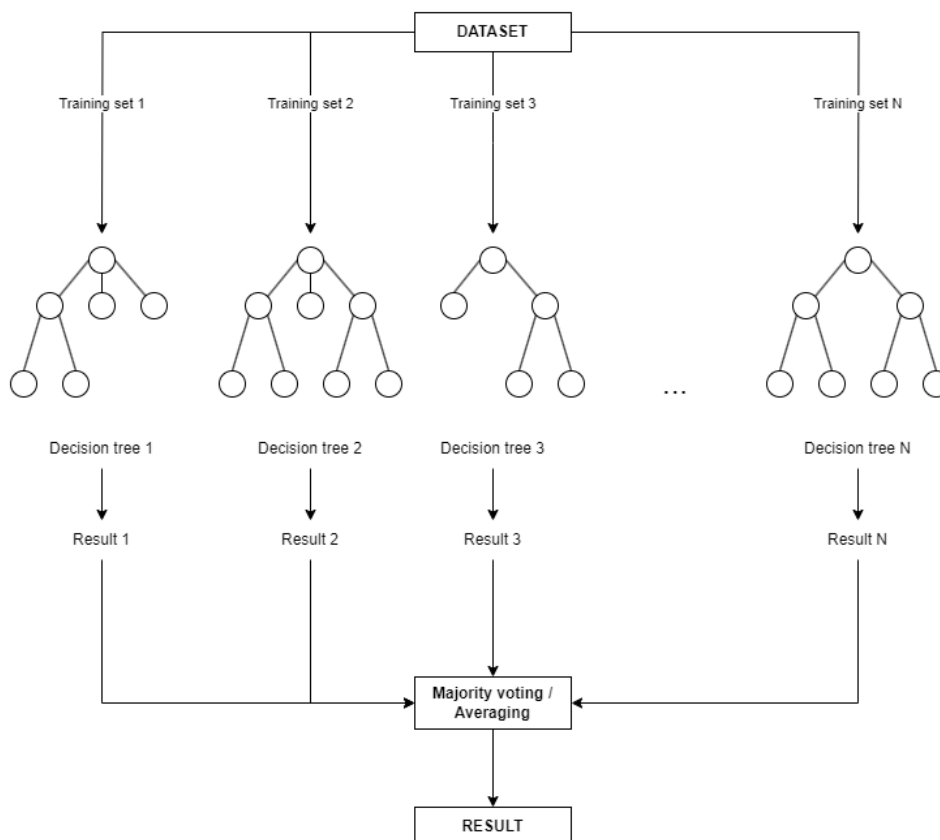 DATASET
Training set 1
Training set 2
Training set 3
Training set N
...
Decision tree 1
Decision tree 2
Decision tree 3
Decision tree N
Result 1
Result 2
Result 3
Result N
Majority voting /
Averaging
RESULT